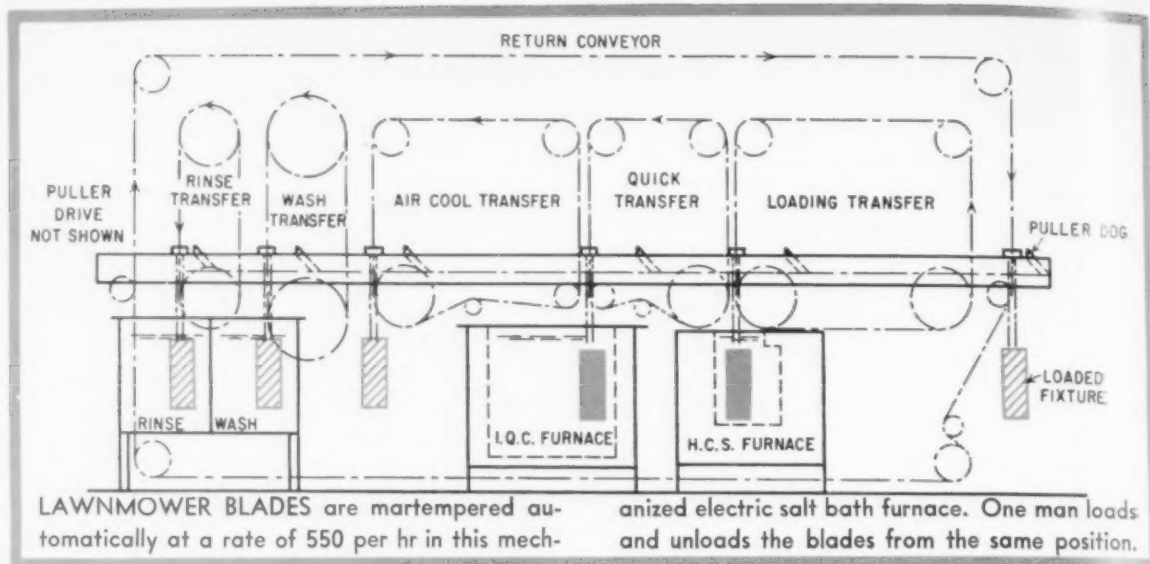 RETURN CONVEYOR
PULLER
DRIVE
NOT SHOWN
RINSE
TRANSFER
WASH
TRANSFER
AIR COOL TRANSFER
QUICK
TRANSFER
LOADING TRANSFER
PULLER DOG
LOADED
FIXTURE
RINSE
WASH
I.Q.C. FURNACE
H.C.S. FURNACE
LAWNMOWER BLADES are martempered au-
tomatically at a rate of 550 per hr in this mech-
anized electric salt bath furnace. One man loads
and unloads the blades from the same position.